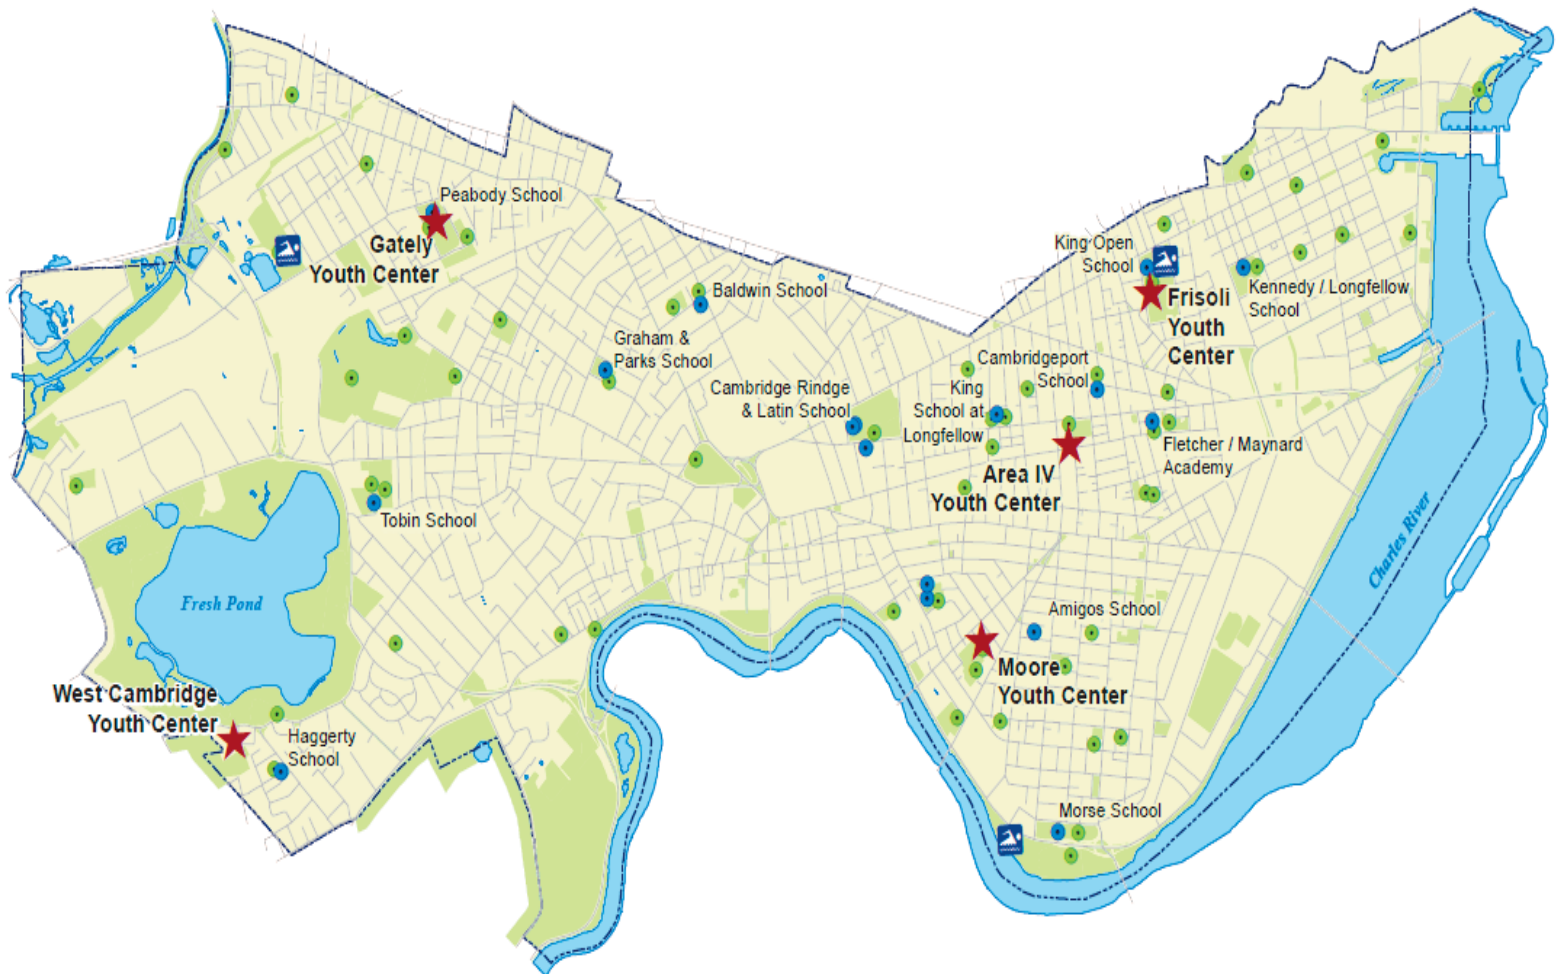 Peabody School
Gately
Youth Center
King Open
School
Baldwin School
Kennedy / Longfellow
School
Frisoli
Youth
Center
Graham &
Parks School
Cambridgeport
School
Cambridge Rindge
& Latin School
King
School at
Longfellow
Fletcher / Maynard
Academy
Area IV
Youth Center
Tobin School
Charles River
Fresh Pond
Amigos School
Moore
Youth Center
West Cambridge
Youth Center
Haggerty
School
Morse School